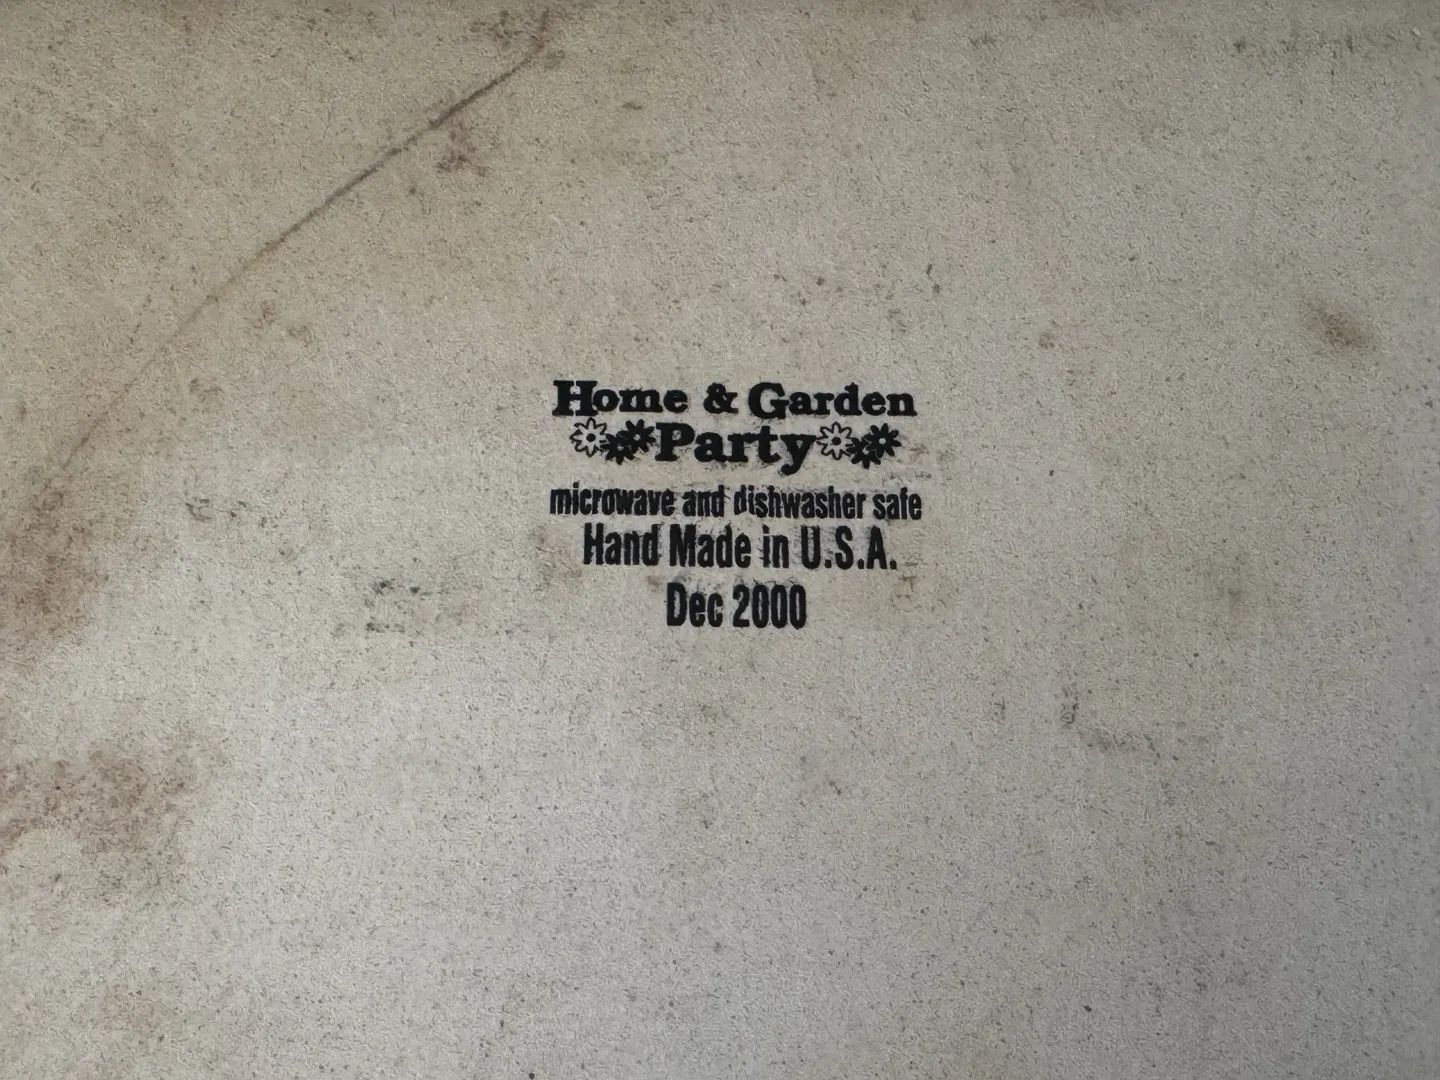 Home & Garden
Party
microwave and dishwasher safe
Hand Made in U.S.A.
Dec 2000